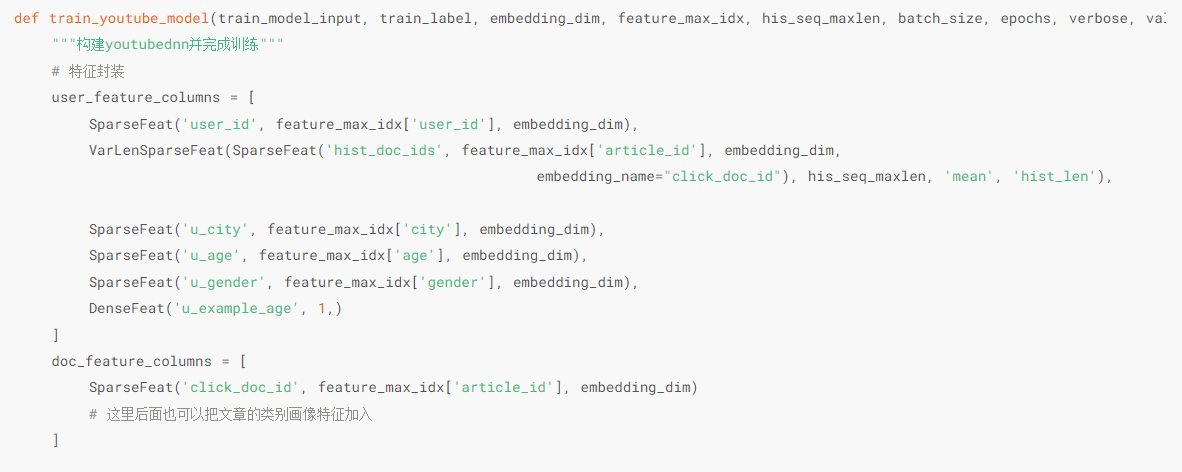 def train_youtube_model(train_model_input, train_label, embedding_dim, feature_max_idx, his_seq_maxlen, batch_size, epochs, verbose, val
"""构建youtubednn并完成训练"""
# 特征封装
user_feature_columns = [
SparseFeat('user_id', feature_max_idx['user_id'], embedding_dim),
VarLenSparseFeat(SparseFeat('hist_doc_ids', feature_max_idx['article_id'], embedding_dim,
embedding_name="click_doc_id"), his_seq_maxlen, 'mean', 'hist_len'),
SparseFeat('u_city', feature_max_idx['city'], embedding_dim),
SparseFeat('u_age', feature_max_idx['age'], embedding_dim),
SparseFeat('u_gender', feature_max_idx['gender'], embedding_dim),
DenseFeat('u_example_age', 1,)
]
doc_feature_columns = [
SparseFeat('click_doc_id', feature_max_idx['article_id'], embedding_dim)
# 这里后面也可以把文章的类别画像特征加入
]